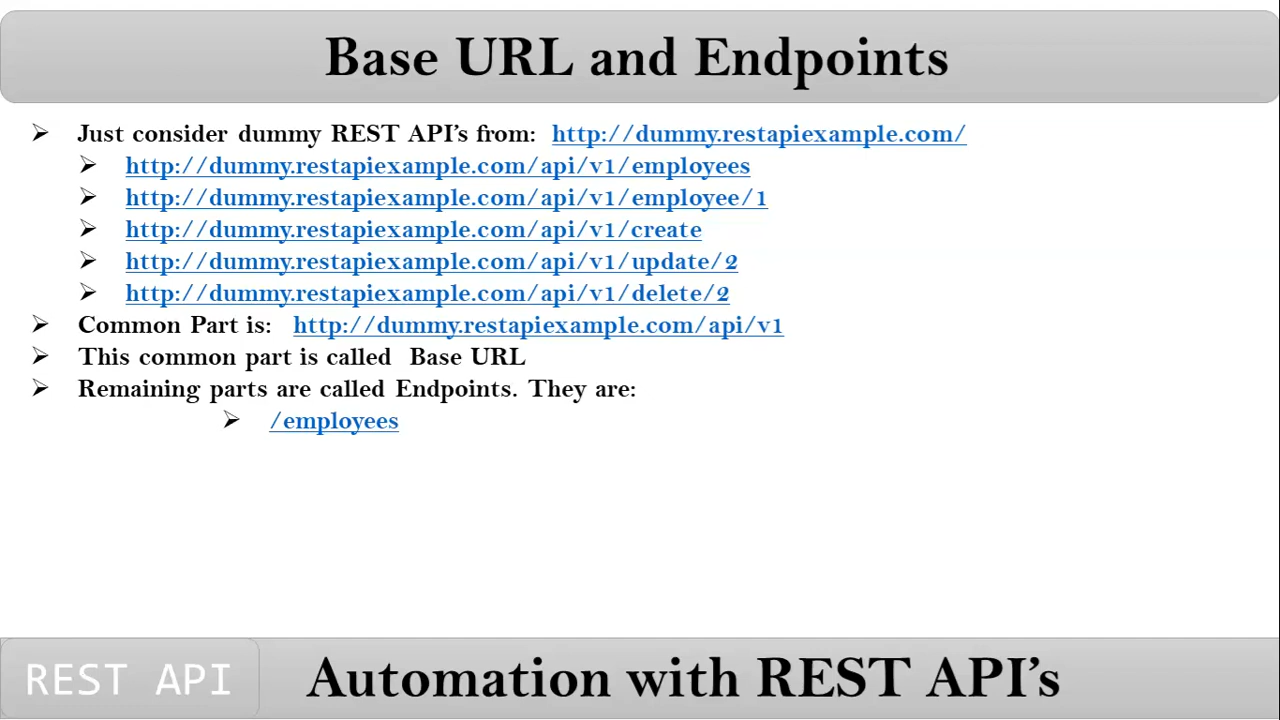 Base URL and Endpoints
➢ Just consider dummy REST API’s from: http://dummy.restapiexample.com/
➢ http://dummy.restapiexample.com/api/v1/employees
➢ http://dummy.restapiexample.com/api/v1/employee/1
➢ http://dummy.restapiexample.com/api/v1/create
➢ http://dummy.restapiexample.com/api/v1/update/2
➢ http://dummy.restapiexample.com/api/v1/delete/2
➢ Common Part is: http://dummy.restapiexample.com/api/v1
➢ This common part is called Base URL
➢ Remaining parts are called Endpoints. They are:
➢ /employees
REST API
Automation with REST API’s